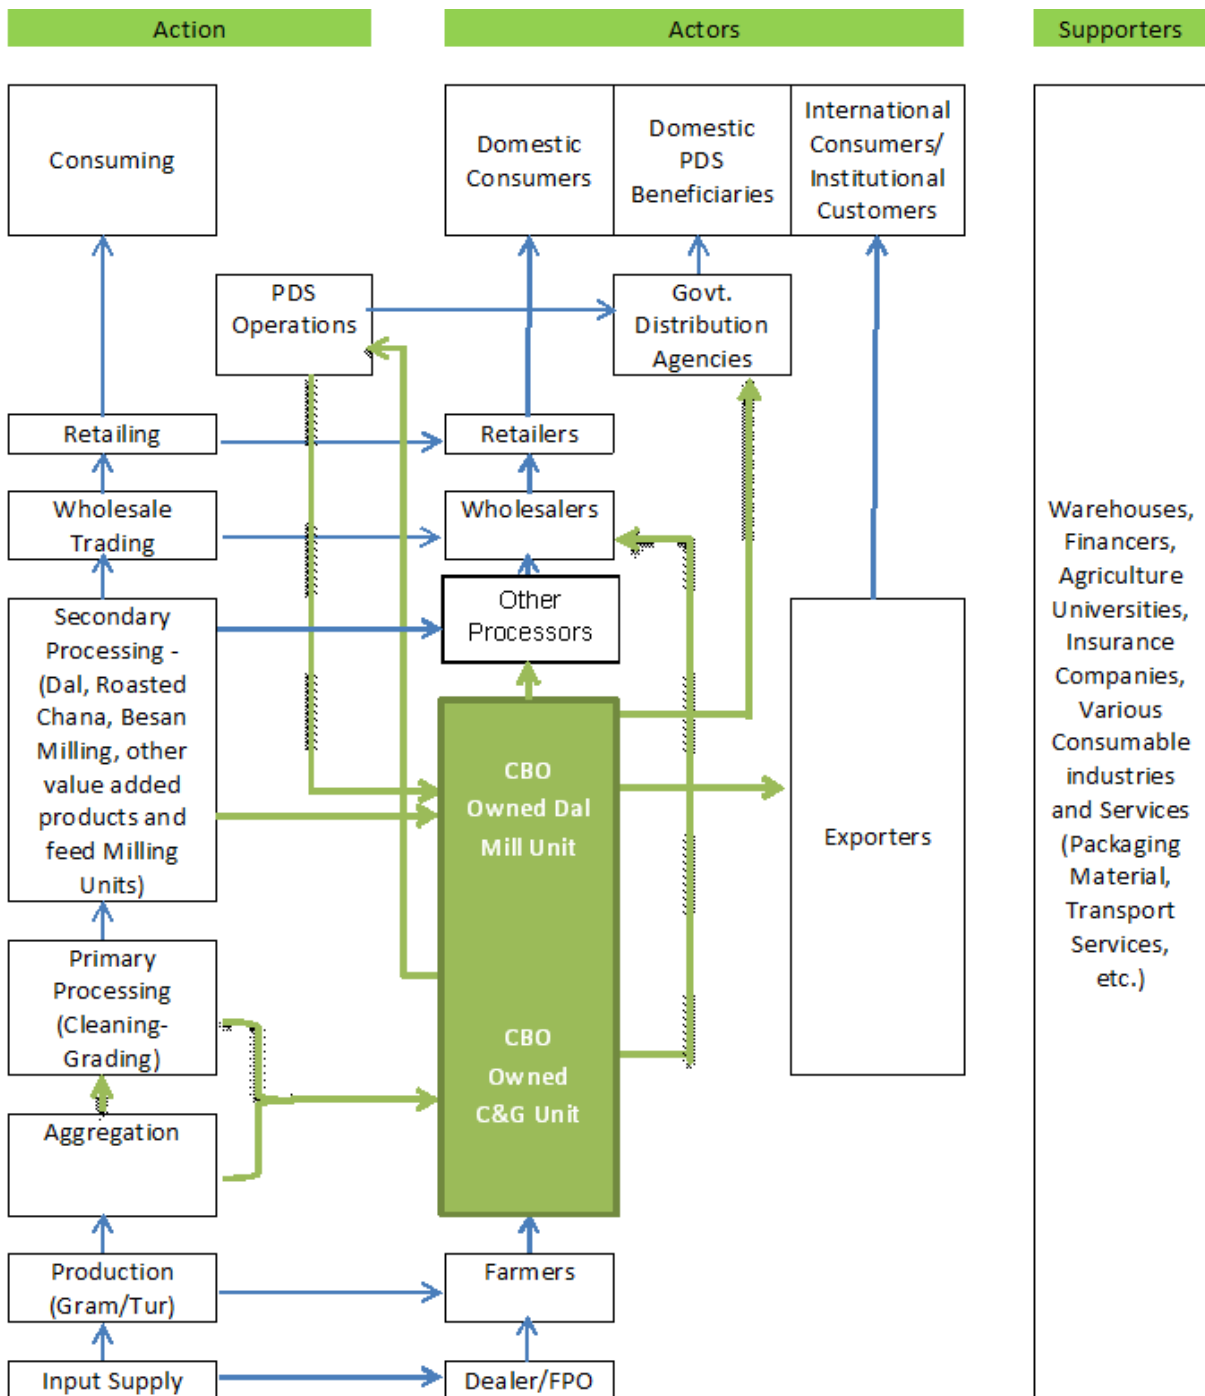 Action
Actors
Supporters
Consuming
Domestic
Consumers
Domestic
PDS
Beneficiaries
International
Consumers/
Institutional
Customers
PDS
Operations
Govt.
Distribution
Agencies
Retailing
Retailers
Wholesale
Trading
Wholesalers
Secondary
Processing -
(Dal, Roasted
Chana, Besan
Milling, other
value added
products and
feed Milling
Units)
Other
Processors
CBO
Owned Dal
Mill Unit
Exporters
Primary
Processing
(Cleaning-
Grading)
CBO
Owned
C&G Unit
Aggregation
Production
(Gram/Tur)
Farmers
Input Supply
Dealer/FPO
Warehouses,
Financers,
Agriculture
Universities,
Insurance
Companies,
Various
Consumable
industries
and Services
(Packaging
Material,
Transport
Services,
etc.)